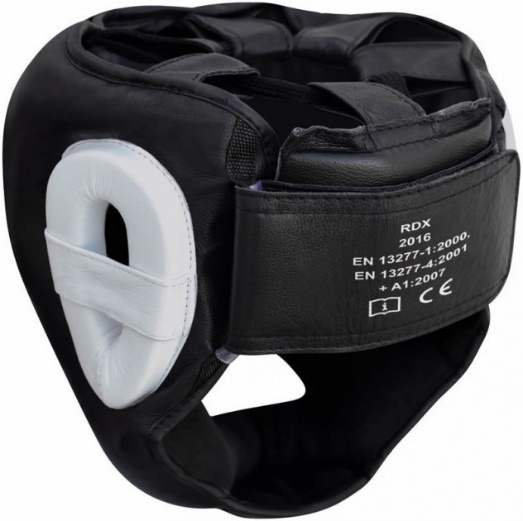 RDX
2016
EN 13277-1:2000.
EN 13277-4:2001
+ A1:2007
i CE